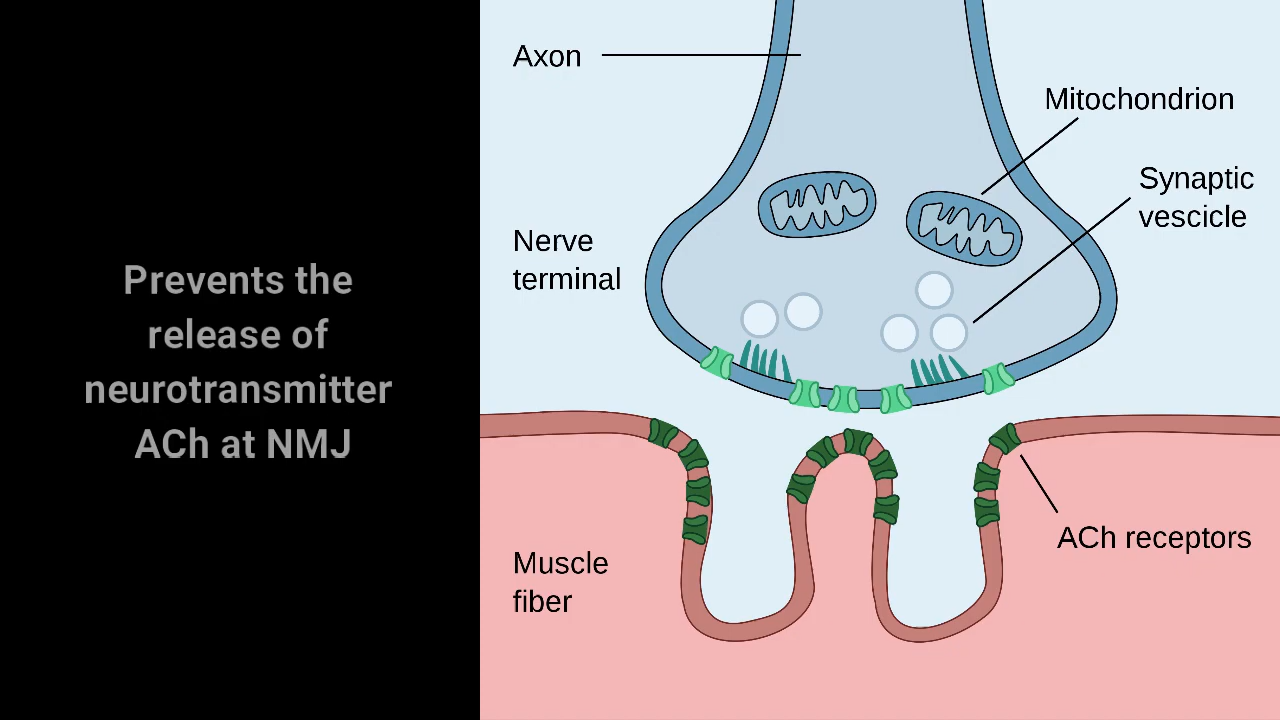 Prevents the
release of
neurotransmitter
ACh at NMJ
Axon
Mitochondrion
Synaptic
vescicle
Nerve
terminal
ACh receptors
Muscle
fiber